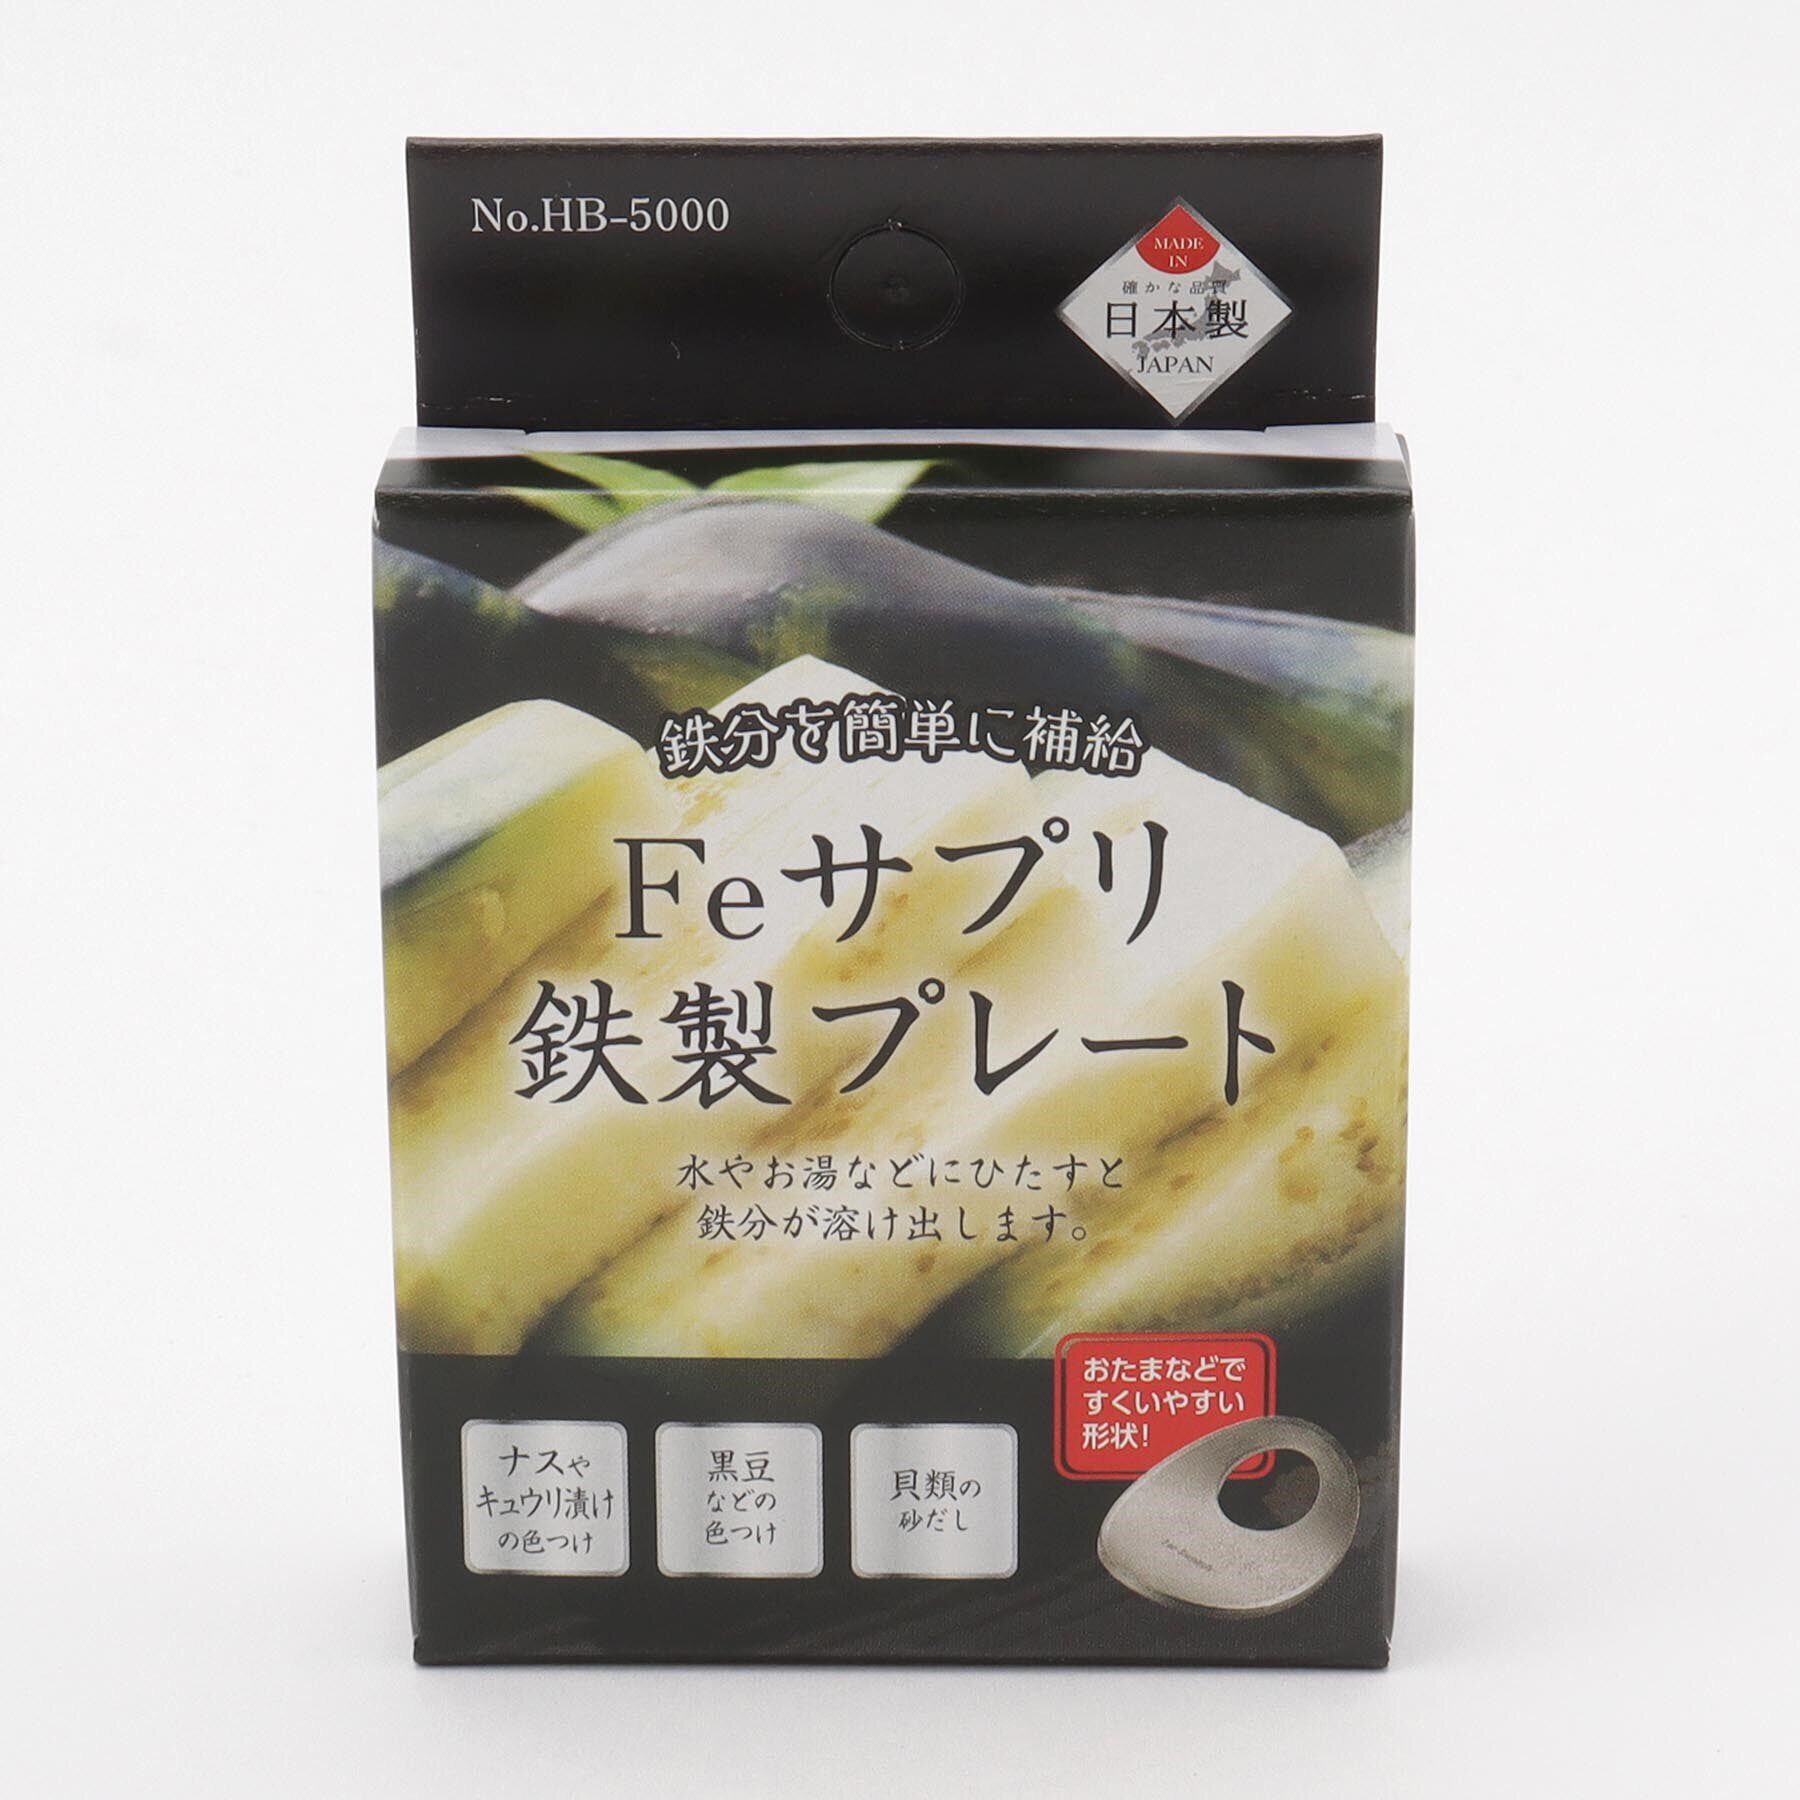 No.HB-5000
MADE
IN
確かな品質
日本製
JAPAN
鉄分を簡単に補給
Feサプリ
鉄製プレート
水やお湯などにひたすと
鉄分が溶け出します。
おたまなどで
すくいやすい
形状!
ナスや
キュウリ漬け
の色つけ
黒豆
などの
色つけ
貝類の
砂だし